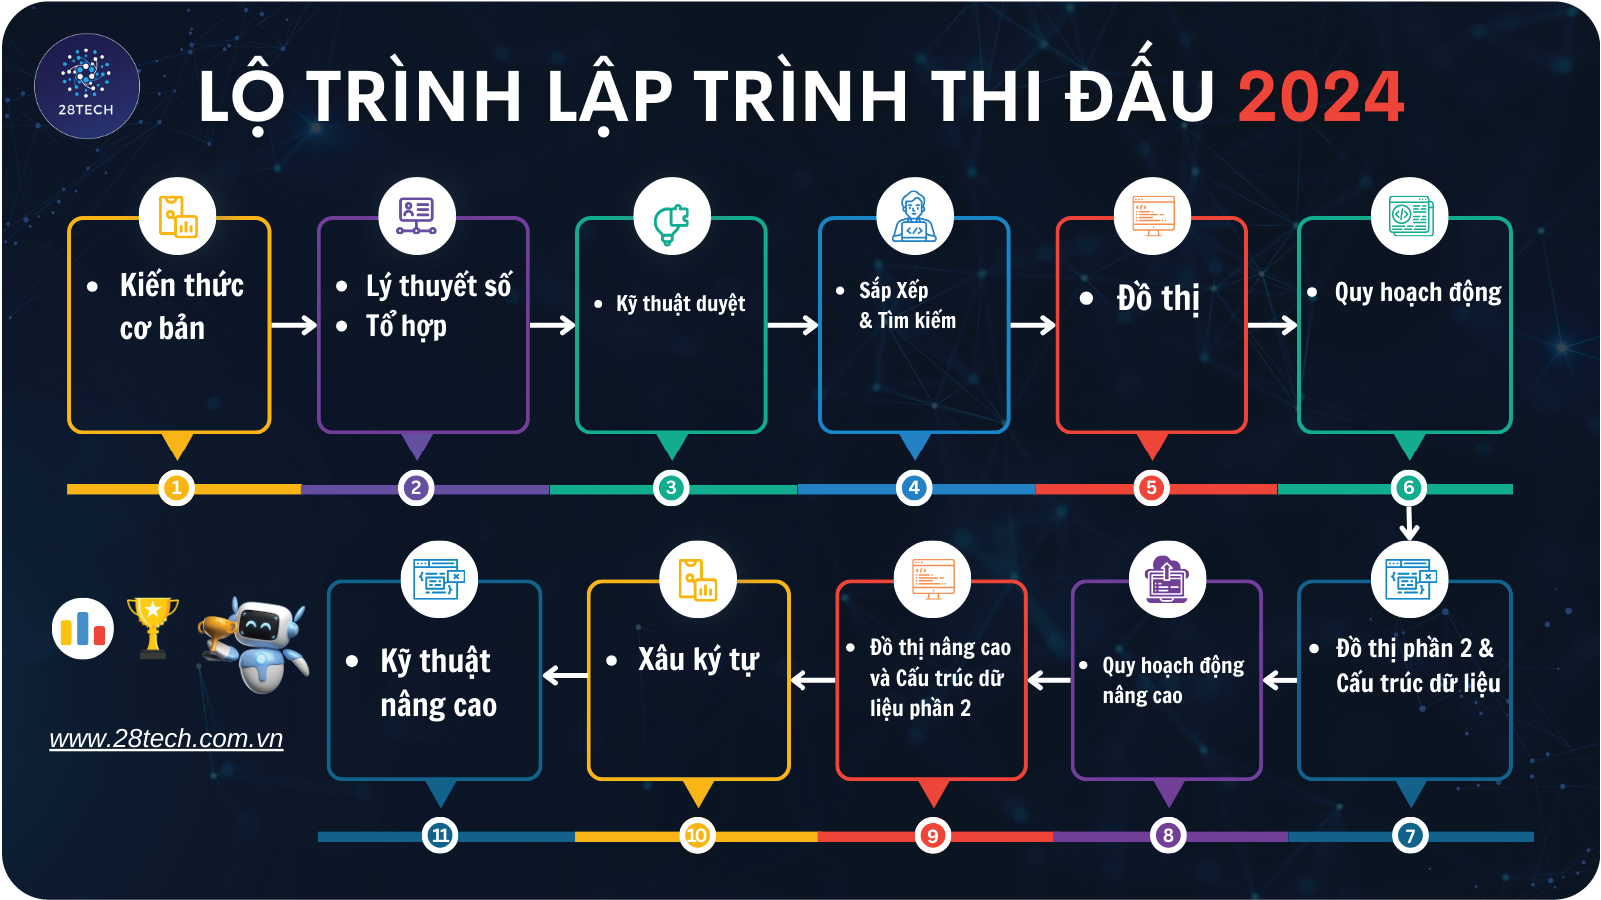 28TECH
LỘ TRÌNH LẬP TRÌNH THI ĐẤU 2024
• Kiến thức
cơ bản
• Lý thuyết số
• Tổ hợp
• Kỹ thuật duyệt
• Sắp Xếp
& Tìm kiếm
• Đồ thị
• Quy hoạch động
1
2
3
4
5
6
• Đồ thị phần 2 &
Cấu trúc dữ liệu
• Quy hoạch động
nâng cao
• Đồ thị nâng cao
và Cấu trúc dữ
liệu phần 2
• Xâu ký tự
• Kỹ thuật
nâng cao
7
8
9
10
11
www.28tech.com.vn